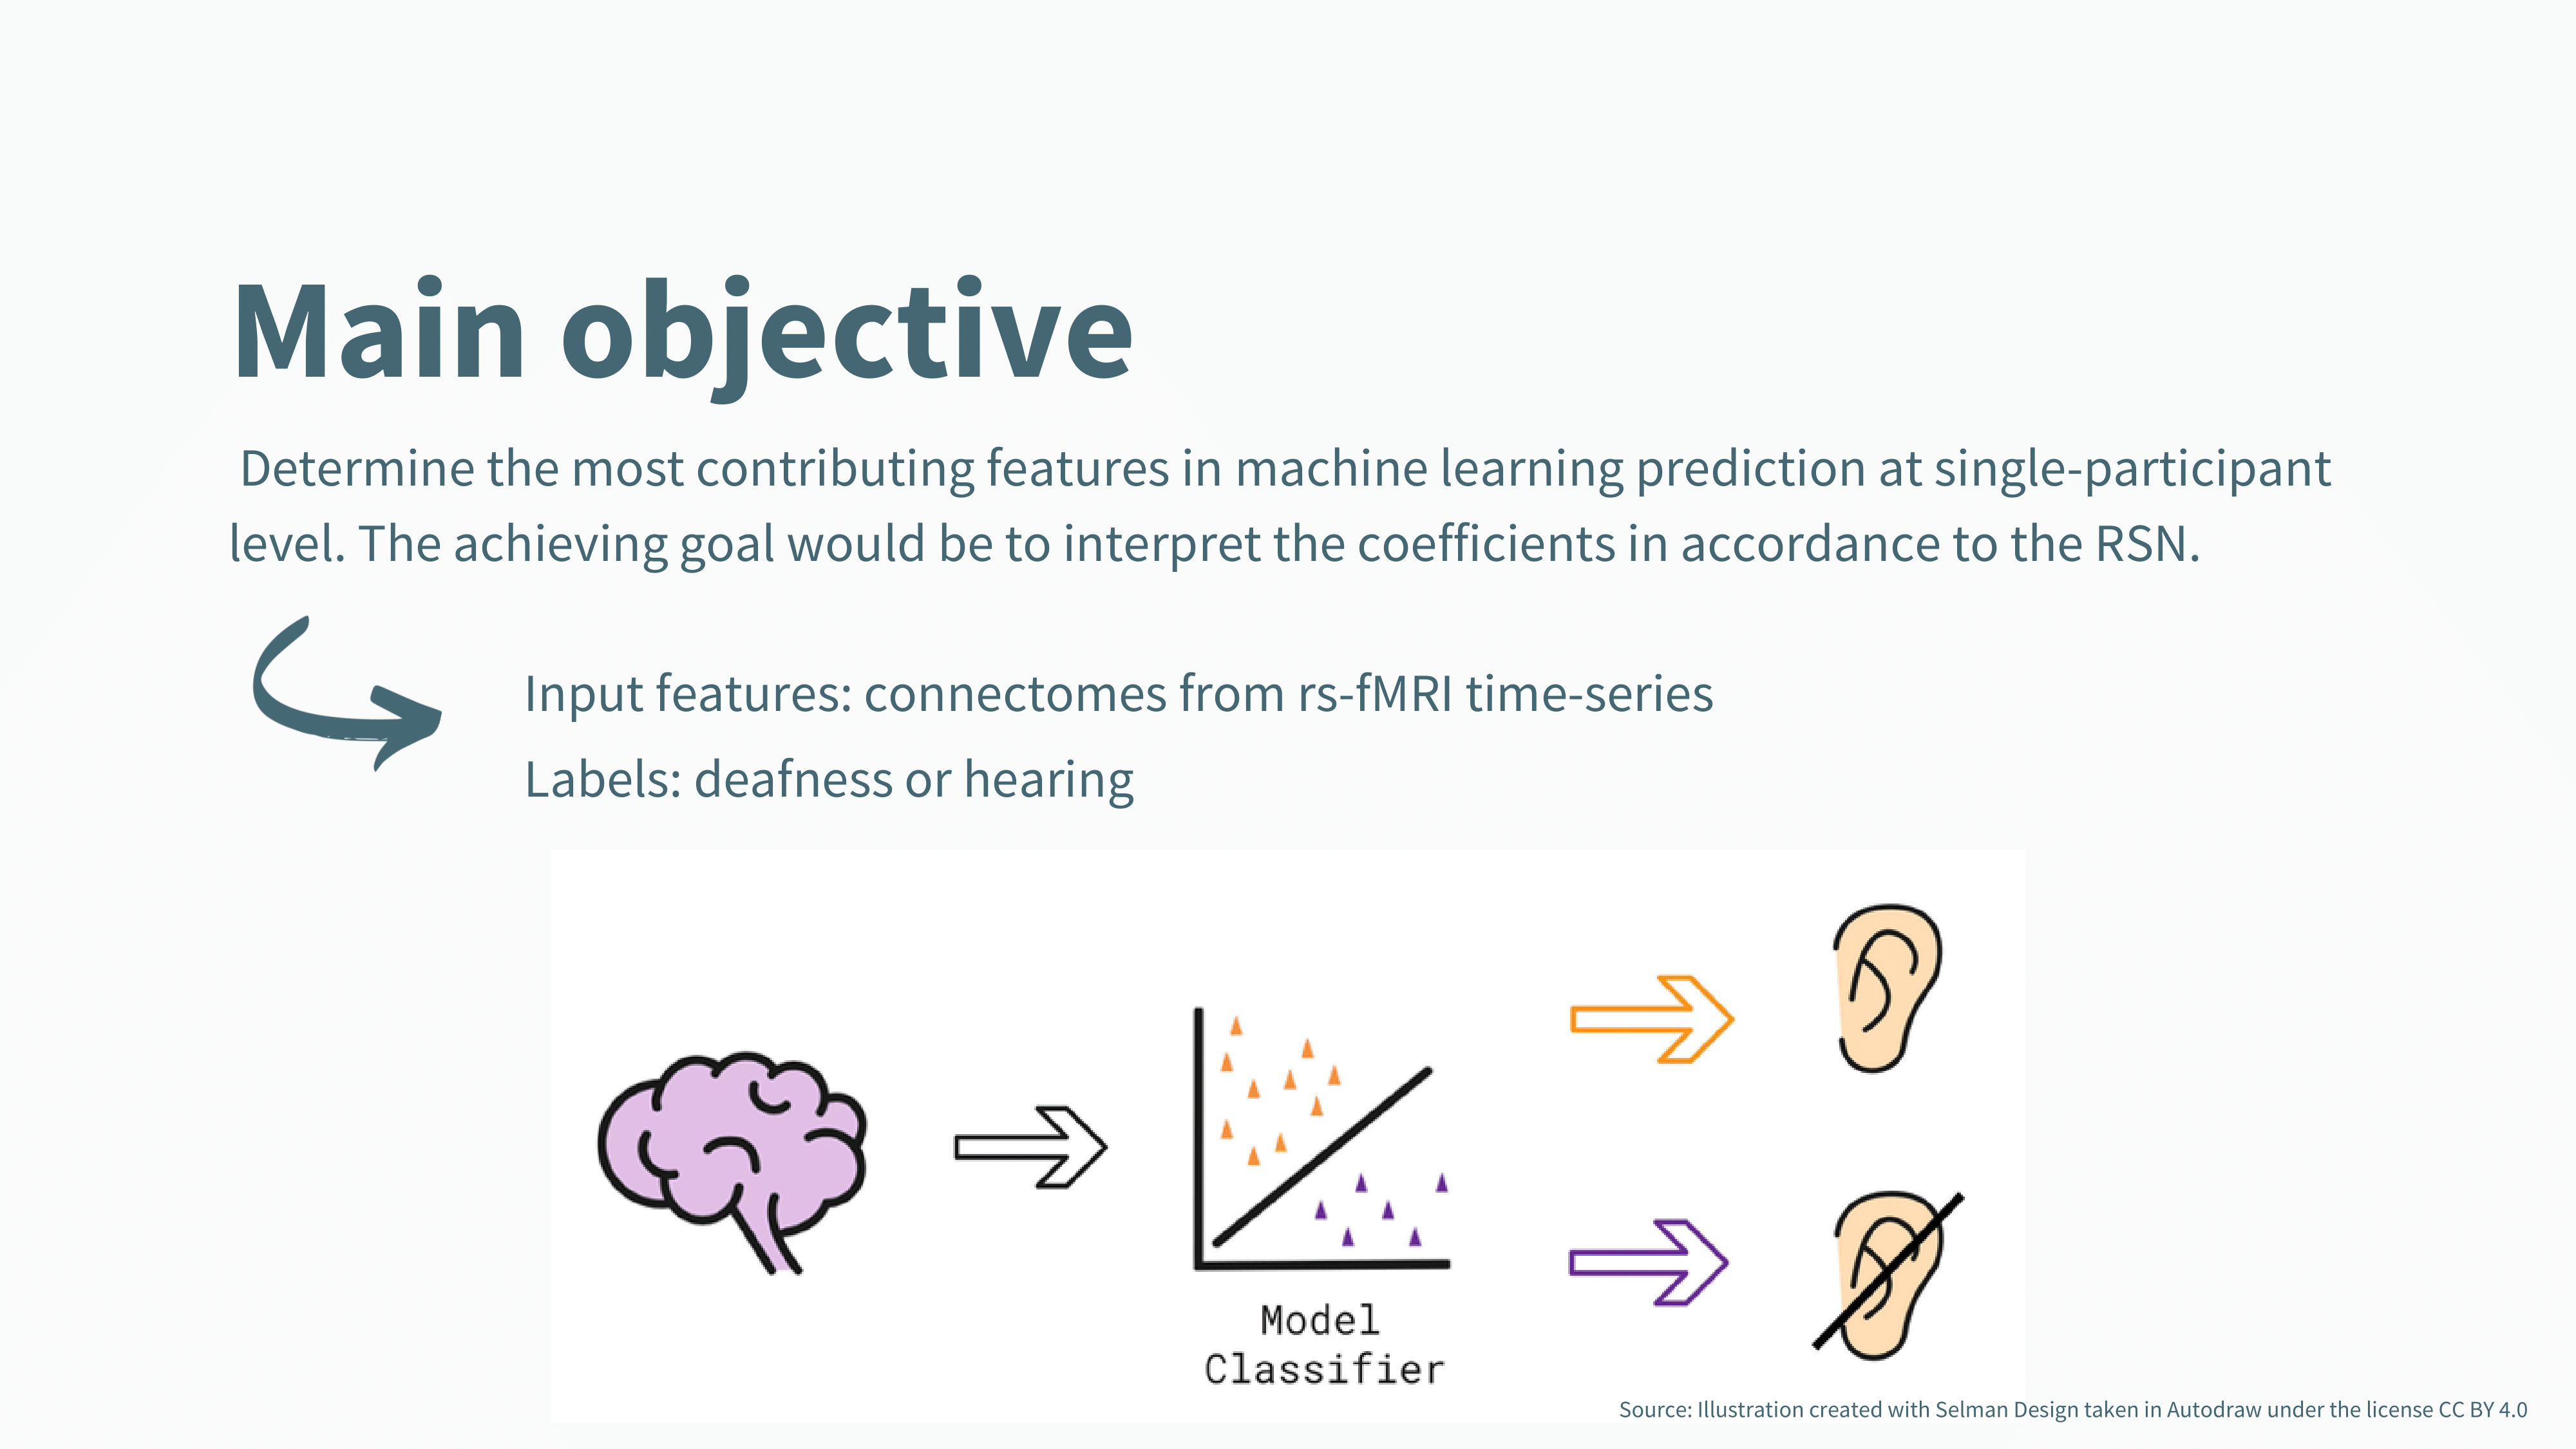 Main objective
Determine the most contributing features in machine learning prediction at single-participant
level. The achieving goal would be to interpret the coefficients in accordance to the RSN.
Input features: connectomes from rs-fMRI time-series
Labels: deafness or hearing
Model
Classifier
Source: Illustration created with Selman Design taken in Autodraw under the license CC BY 4.0